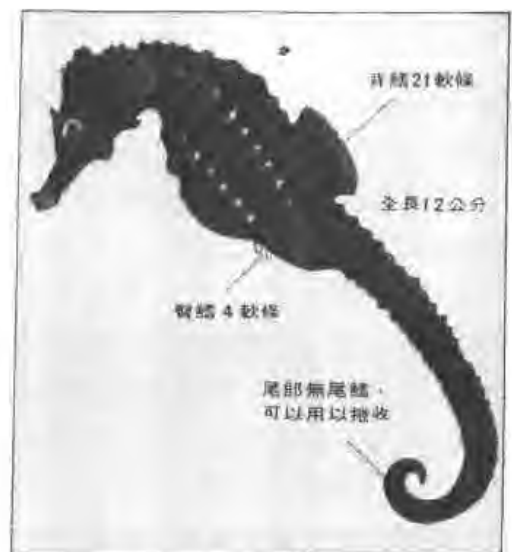 背鰭21軟條
全長12公分
臀鰭4軟條
尾部無尾鰭，
可以用以捲收